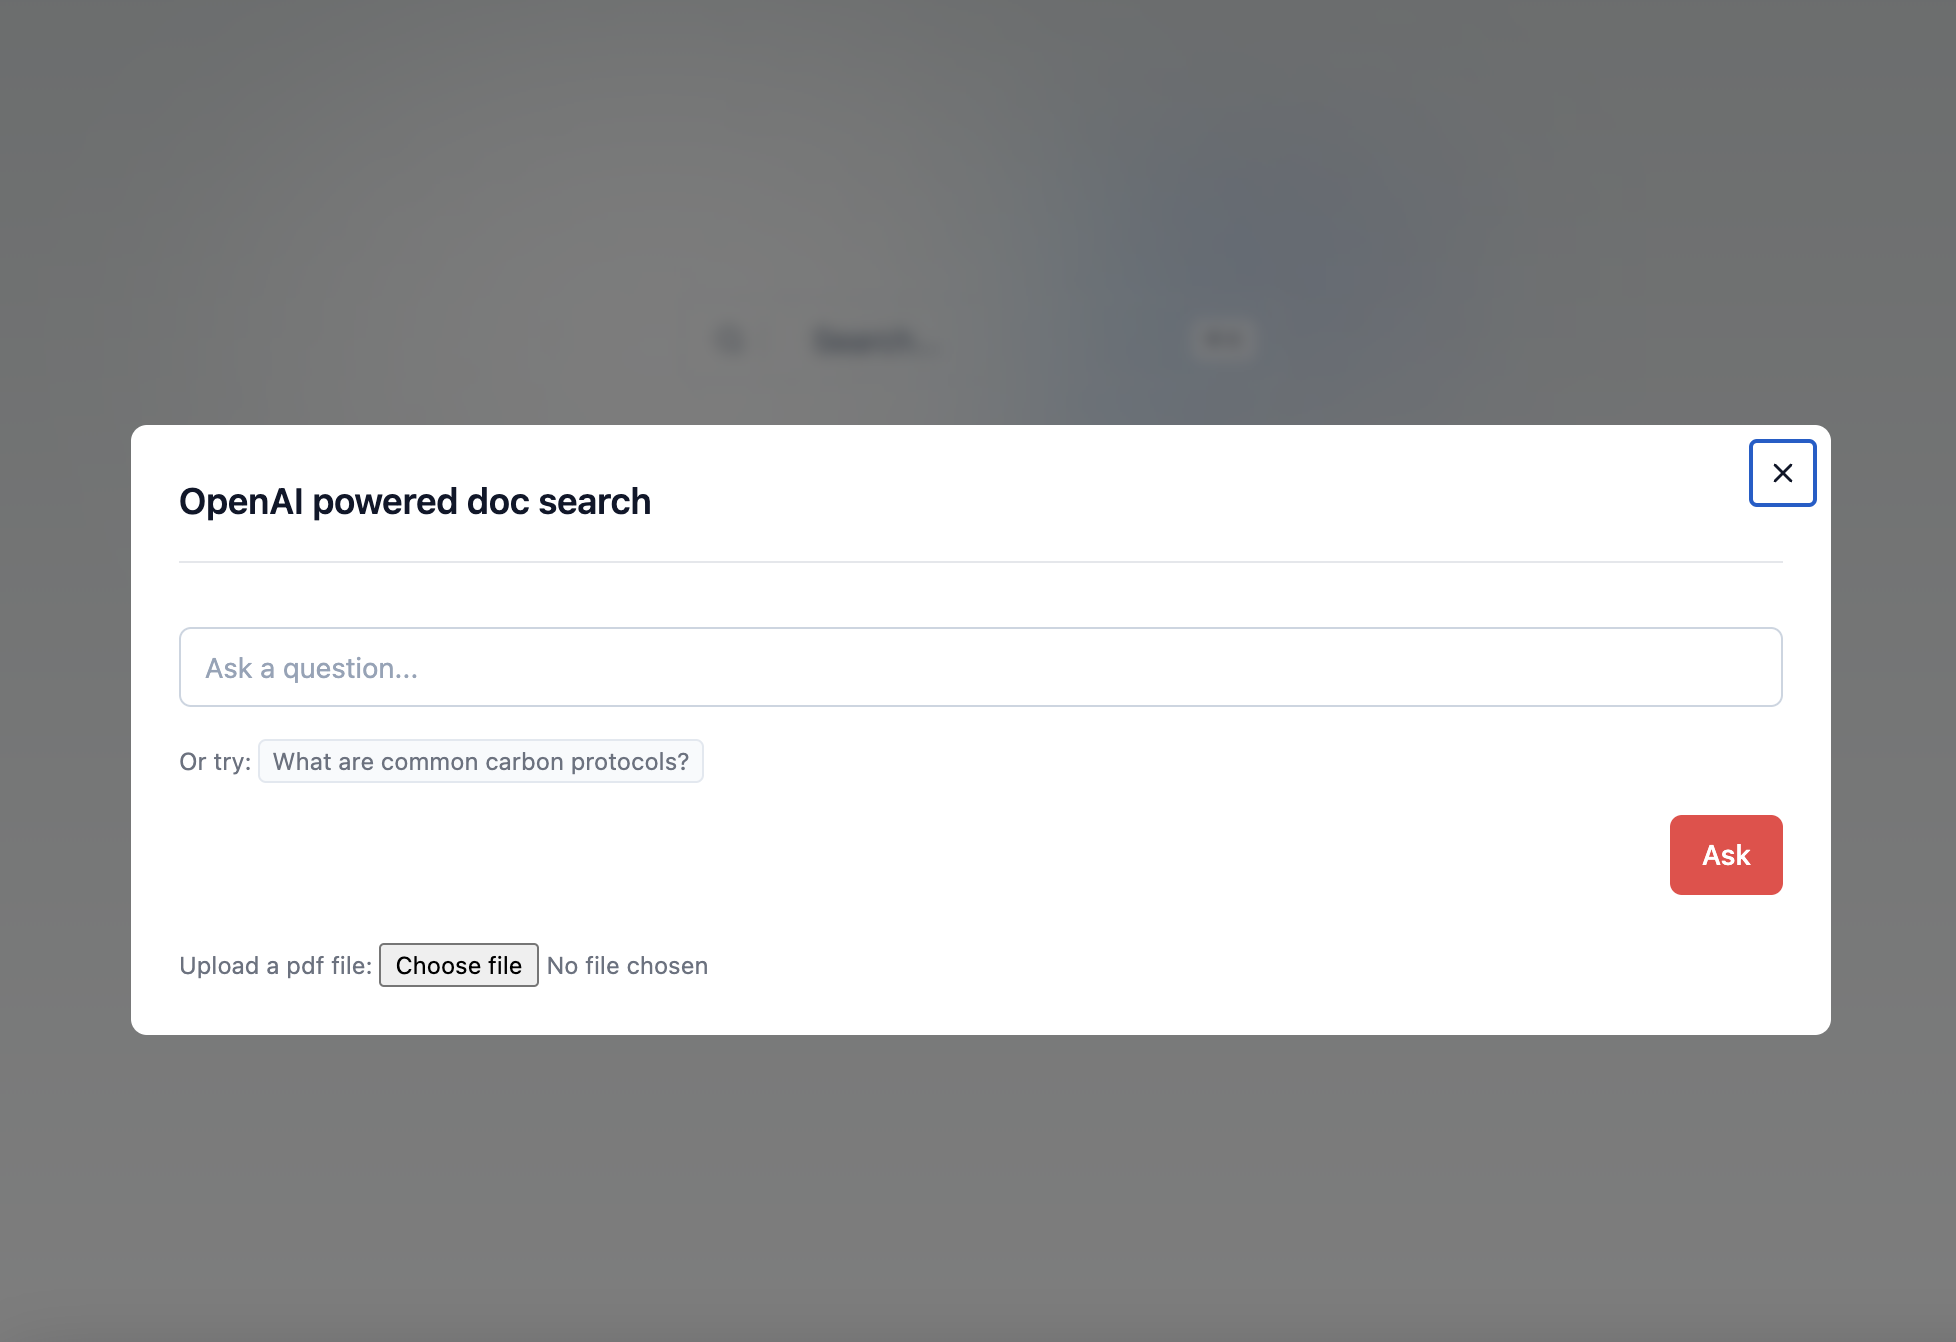 Search...
OpenAI powered doc search
Ask a question...
Or try: What are common carbon protocols?
Ask
Upload a pdf file: Choose file No file chosen